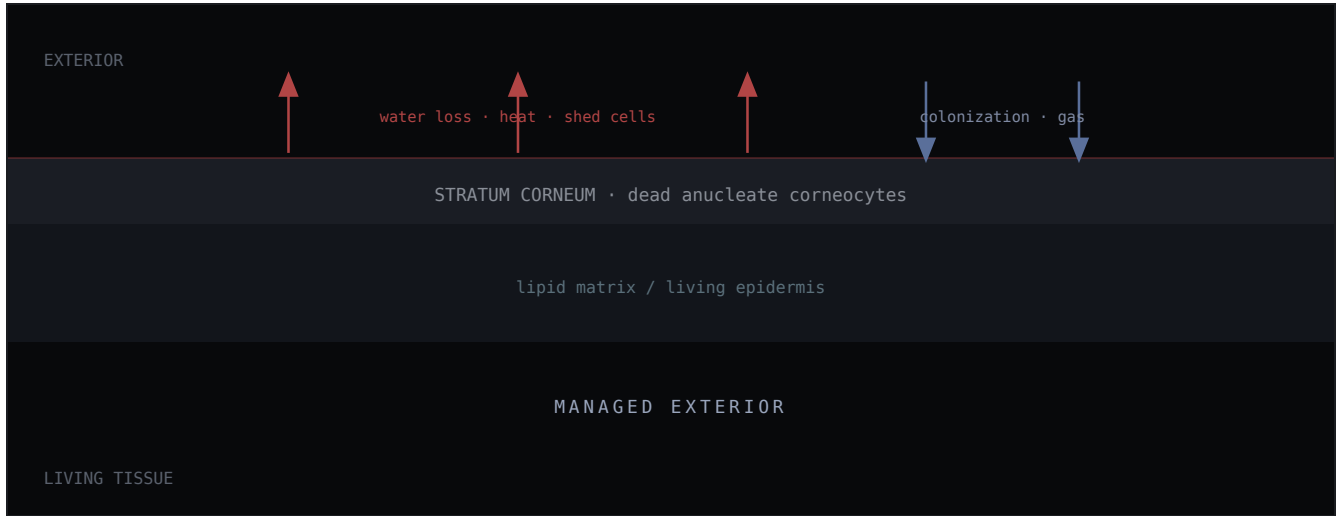 EXTERIOR
water loss · heat · shed cells
colonization · gas
STRATUM CORNEUM · dead anucleate corneocytes
lipid matrix / living epidermis
MANAGED EXTERIOR
LIVING TISSUE